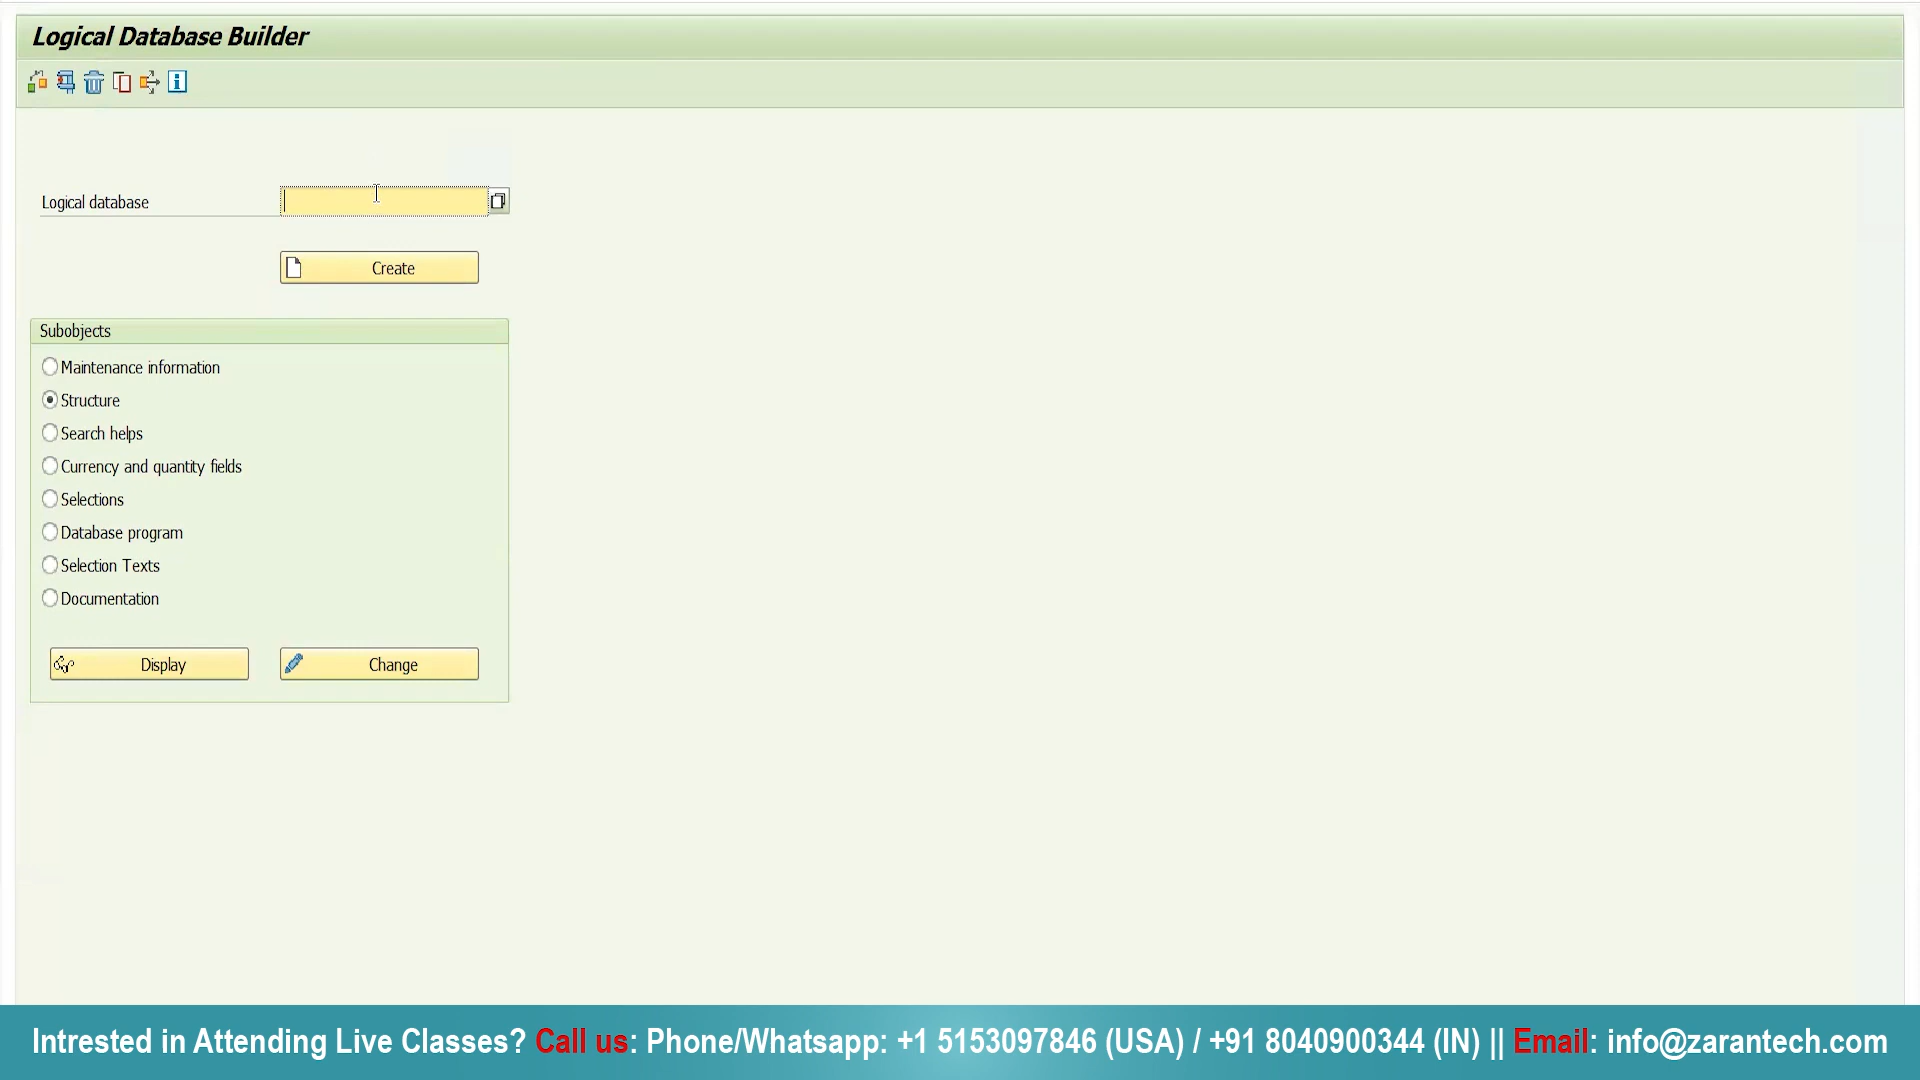 Logical Database Builder
Logical database
Create
Subobjects
Maintenance information
Structure
Search helps
Currency and quantity fields
Selections
Database program
Selection Texts
Documentation
Display
Change
Intrested in Attending Live Classes? Call us: Phone/Whatsapp: +1 5153097846 (USA) / +91 8040900344 (IN) || Email: info@zarantech.com